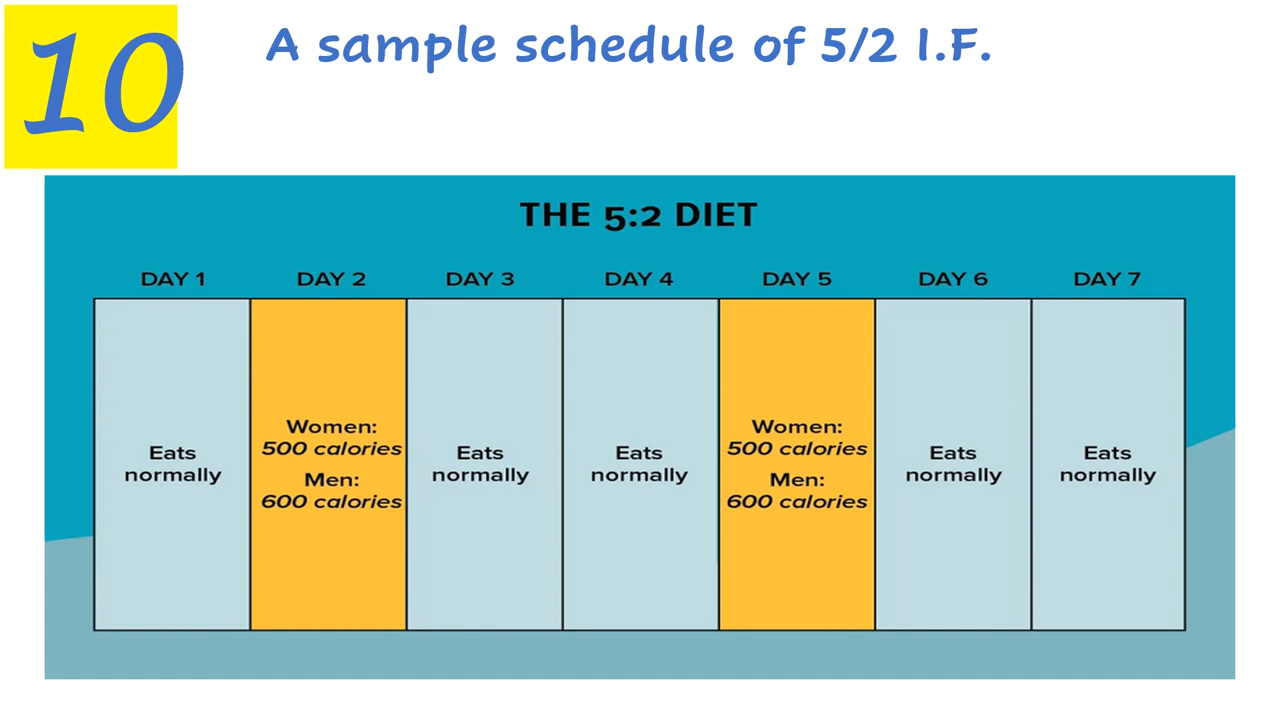 10
A sample schedule of 5/2 I.F.
THE 5:2 DIET
DAY 1
DAY 2
DAY 3
DAY 4
DAY 5
DAY 6
DAY 7
Eats
normally
Women:
500 calories
Men:
600 calories
Eats
normally
Eats
normally
Women:
500 calories
Men:
600 calories
Eats
normally
Eats
normally